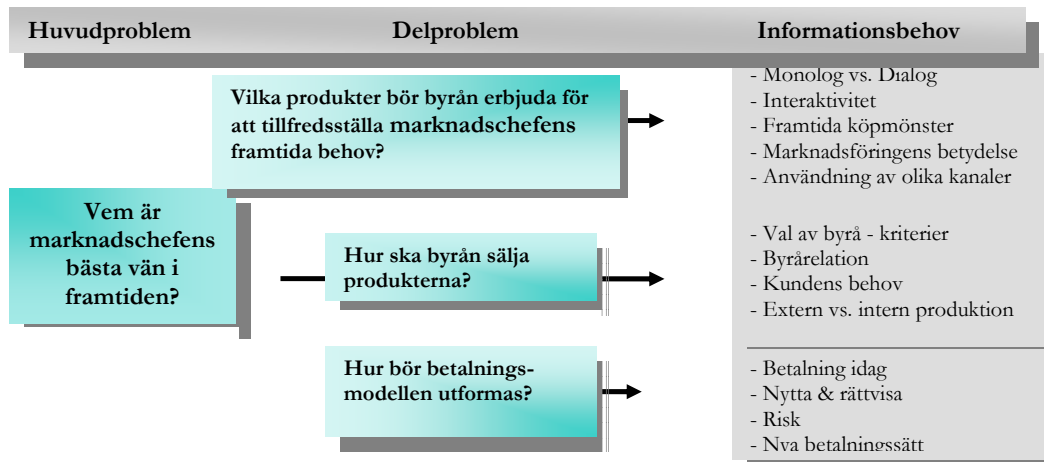 Huvudproblem Delproblem Informationsbehov
Vilka produkter bör byrån erbjuda för
att tillfredsställa marknadschefens
framtida behov?
- Monolog vs. Dialog
- Interaktivitet
- Framtida köpmönster
- Marknadsföringens betydelse
- Användning av olika kanaler
Vem är
marknadschefens
bästa vän i
framtiden?
Hur ska byrån sälja
produkterna?
- Val av byrå - kriterier
- Byrårelation
- Kundens behov
- Extern vs. intern produktion
Hur bör betalnings-
modellen utformas?
- Betalning idag
- Nytta & rättvisa
- Risk
- Nya betalningssätt